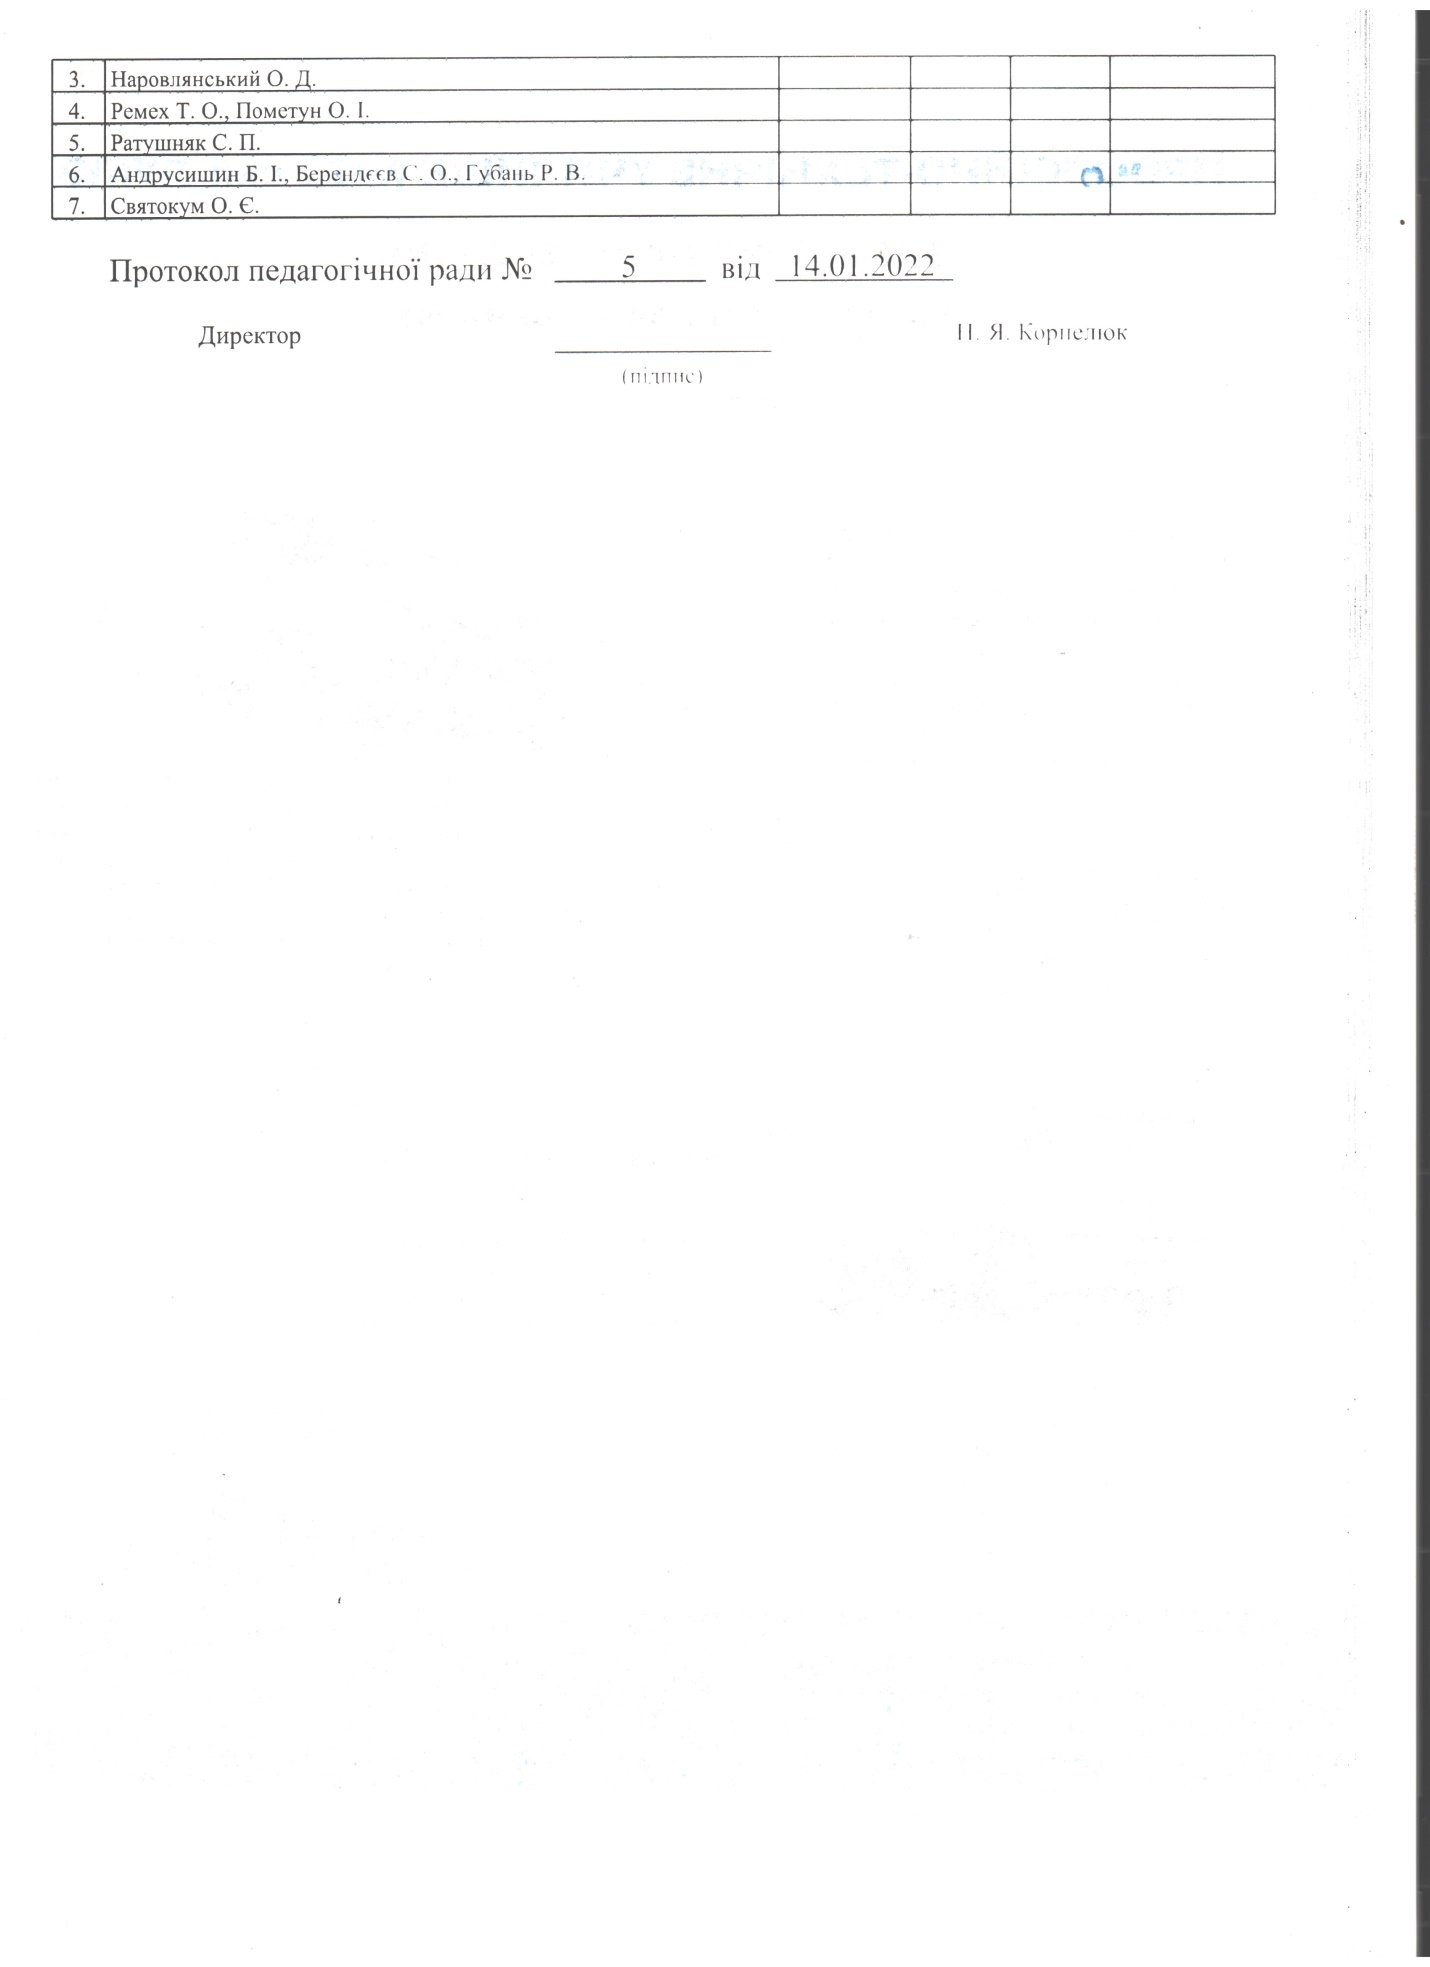 3. Наровлянський О. Д.
4. Ремех Т. О., Пометун О. І.
5. Ратушняк С. П.
6. Андрусишин Б. І., Берендєєв С. О., Губань Р. В.
7. Святокум О. Є.
Протокол педагогічної ради № 5 від 14.01.2022
Директор П. Я. Корнелюк
(підпис)